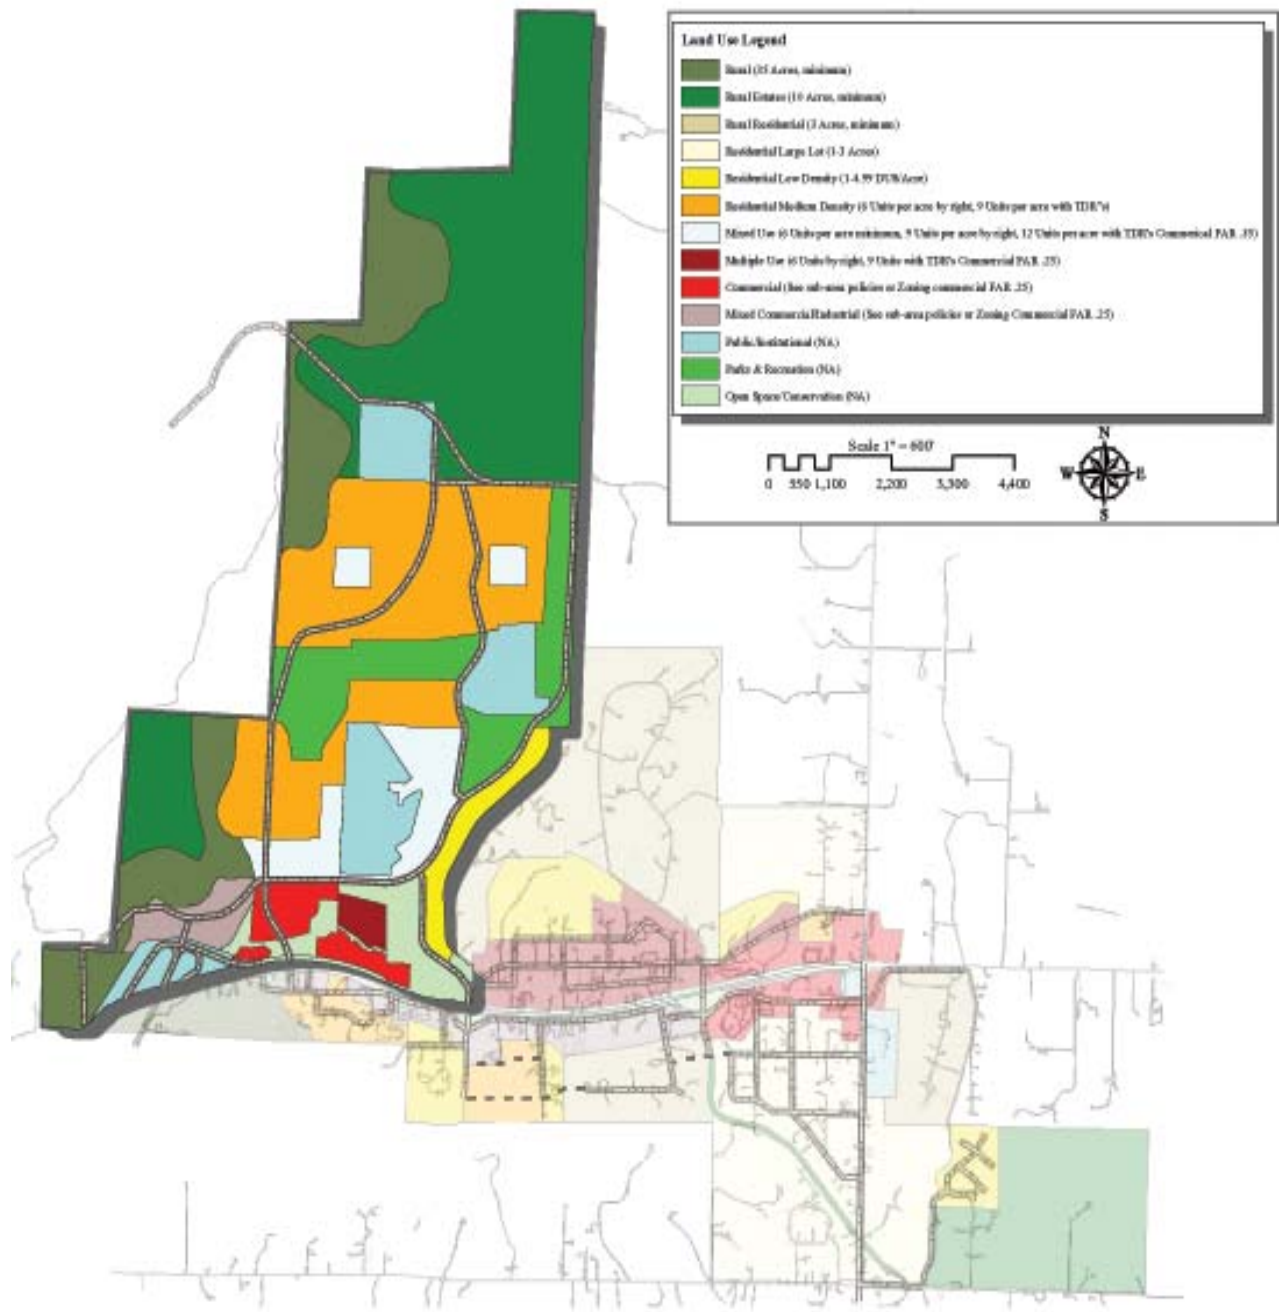 Land Use Legend
Rural (35 Acres, minimum)
Rural Estates (10 Acres, minimum)
Rural Residential (3 Acres, minimum)
Residential Large Lot (1-3 Acres)
Residential Low Density (1-4.99 DUS/Acre)
Residential Medium Density (6 Units per acre by right, 9 Units per acre with TDR's)
Mixed Use (6 Units per acre minimum, 9 Units per acre by right, 12 Units per acre with TDR's Commerical FAR .35)
Multiple Use (6 Units by right, 9 Units with TDR's Commercial FAR .25)
Commercial (See sub-area policies or Zoning commercial FAR .25)
Mixed Commercial/Industrial (See sub-area policies or Zoning Commercial FAR .25)
Public/Institutional (NA)
Parks & Recreation (NA)
Open Space/Conservation (NA)
Scale 1" = 600'
0 550 1,100 2,200 3,300 4,400
N
W E
S